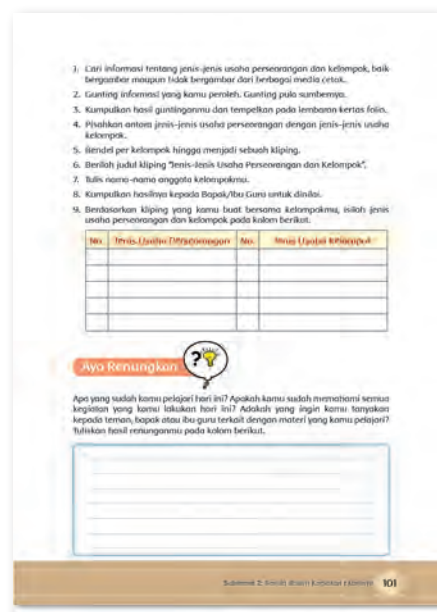 1. Cari informasi tentang jenis-jenis usaha perseorangan dan kelompok, baik
bergambar maupun tidak bergambar dari berbagai media cetak.
2. Gunting informasi yang kamu peroleh. Gunting pula sumbernya.
3. Kumpulkan hasil guntinganmu dan tempelkan pada lembaran kertas folio.
4. Pisahkan antara jenis-jenis usaha perseorangan dengan jenis-jenis usaha
kelompok.
5. Bendel per kelompok hingga menjadi sebuah kliping.
6. Berilah judul kliping "Jenis-Jenis Usaha Perseorangan dan Kelompok".
7. Tulis nama-nama anggota kelompokmu.
8. Kumpulkan hasilnya kepada Bapak/Ibu Guru untuk dinilai.
9. Berdasarkan kliping yang kamu buat bersama kelompokmu, isilah jenis
usaha perseorangan dan kelompok pada kolom berikut.
No. Jenis Usaha Perseorangan No. Jenis Usaha Kelompok
Ayo Renungkan
?
Apa yang sudah kamu pelajari hari ini? Apakah kamu sudah memahami semua
kegiatan yang kamu lakukan hari ini? Adakah yang ingin kamu tanyakan
kepada teman, bapak atau ibu guru terkait dengan materi yang kamu pelajari?
Tuliskan hasil renunganmu pada kolom berikut.
Subtema 2: dalam Kegiatan Ekonomi 101